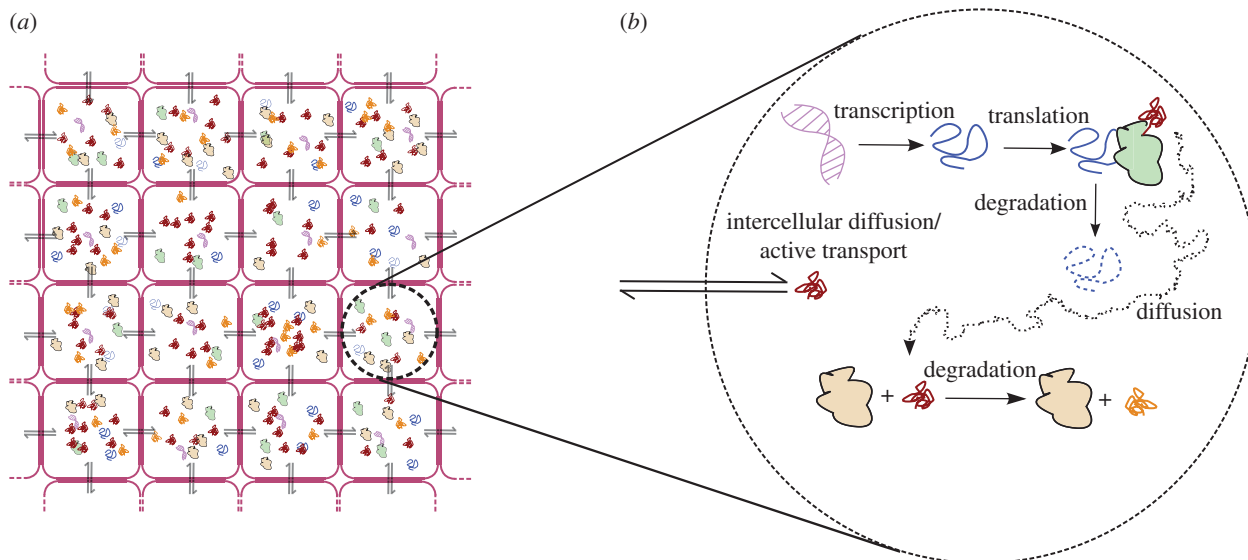 (a)
(b)
transcription
translation
degradation
intercellular diffusion/
active transport
diffusion
degradation
+
+